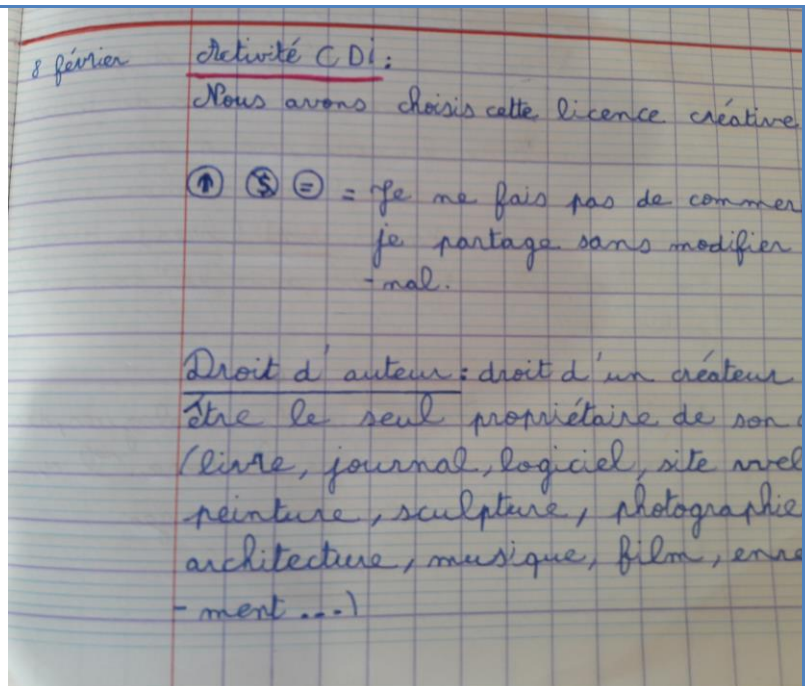 8 février
Activité CDI :
Nous avons choisis cette licence créative
= Je ne fais pas de commer
je partage sans modifier
-nal.
Droit d'auteur : droit d'un créateur
être le seul propriétaire de son
(livre, journal, logiciel, site web
peinture, sculpture, photographie
architecture, musique, film, enre
-ment ...)